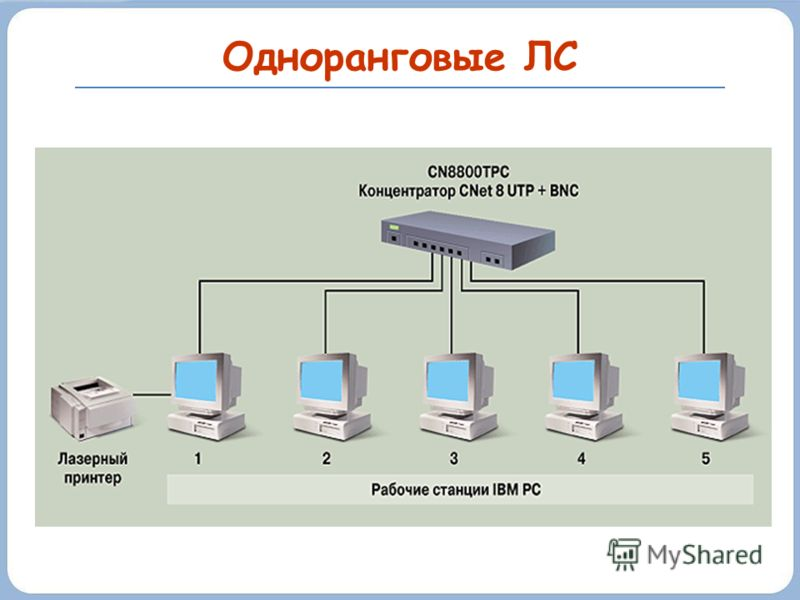 Одноранговые ЛС
CN8800TPC
Концентратор CNet 8 UTP + BNC
Лазерный
принтер
1
2
3
4
5
Рабочие станции IBM PC
MyShared